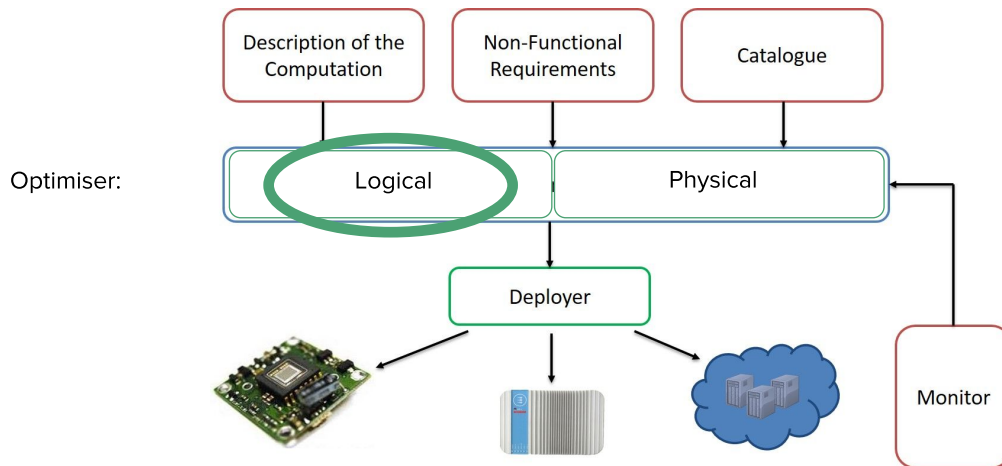 Description of the
Computation
Non-Functional
Requirements
Catalogue
Optimiser:
Logical
Physical
Deployer
Monitor